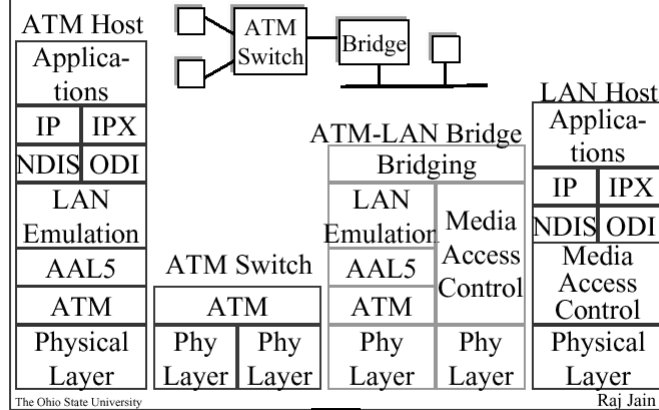 ATM Host
Applica-
tions
IP IPX
NDIS ODI
LAN
Emulation
AAL5
ATM
Physical
Layer
ATM
Switch
Bridge
ATM Switch
ATM
Phy Phy
Layer Layer
ATM-LAN Bridge
Bridging
LAN
Emulation
AAL5
ATM
Media
Access
Control
Phy Phy
Layer Layer
LAN Host
Applica-
tions
IP IPX
NDIS ODI
Media
Access
Control
Physical
Layer
The Ohio State University
Raj Jain